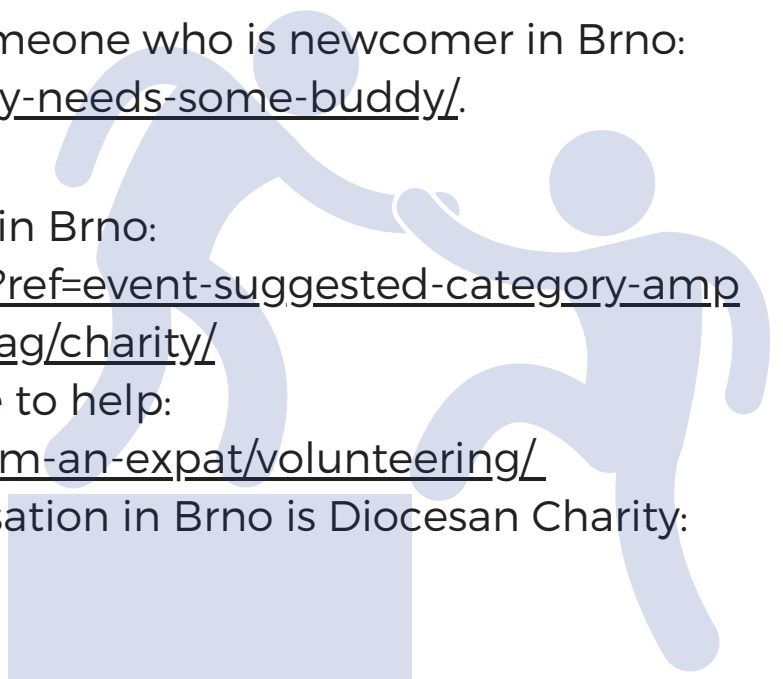 meone who is newcomer in Brno:
y-needs-some-buddy/.
in Brno:
?ref=event-suggested-category-amp
ag/charity/
to help:
m-an-expat/volunteering/
sation in Brno is Diocesan Charity: